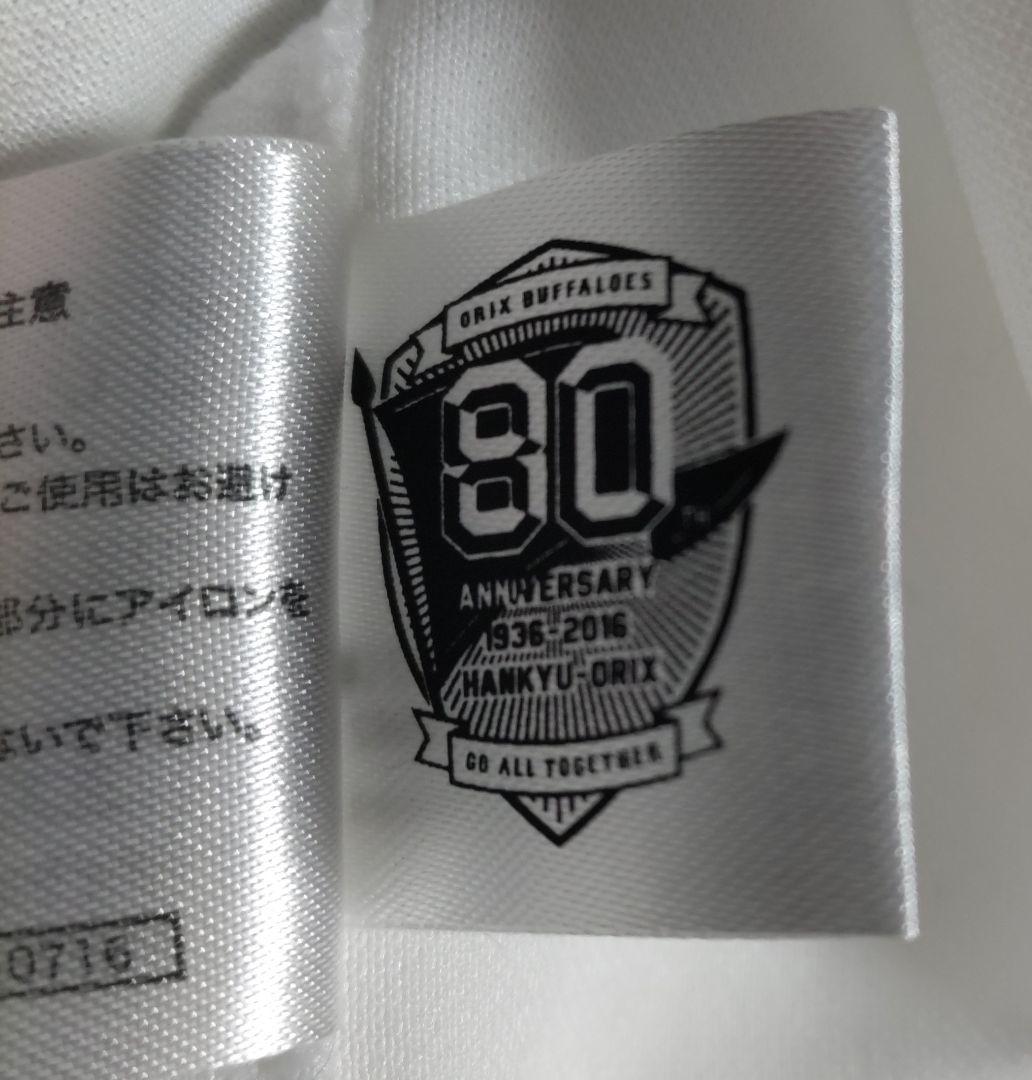 主意
さい。
ご使用はお避け
部分にアイロンを
ないで下さい。
0716
ORIX BUFFALOES
80
ANNIVERSARY
1936-2016
HANKYU-ORIX
GO ALL TOGETHER